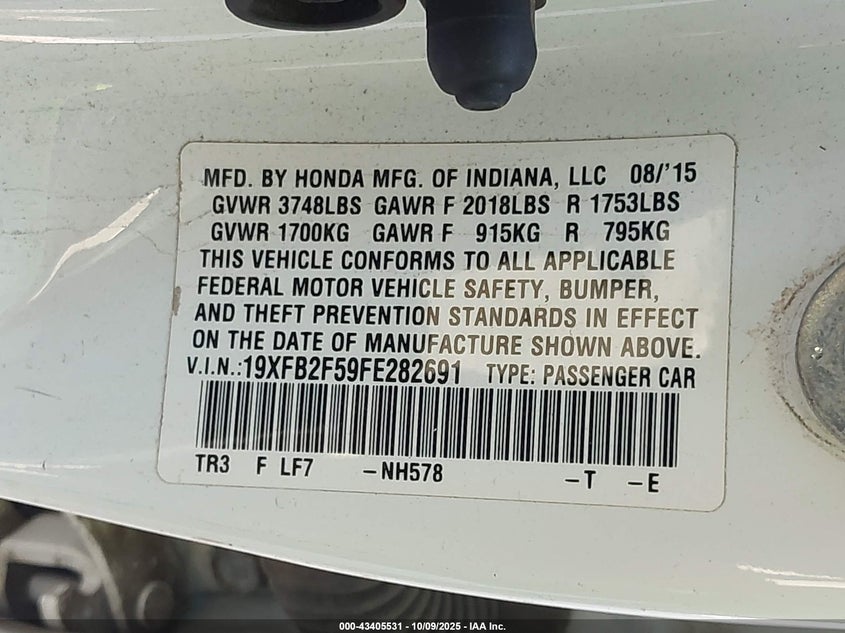 MFD. BY HONDA MFG. OF INDIANA, LLC 08/'15
GVWR 3748LBS GAWR F 2018LBS R 1753LBS
GVWR 1700KG GAWR F 915KG R 795KG
THIS VEHICLE CONFORMS TO ALL APPLICABLE
FEDERAL MOTOR VEHICLE SAFETY, BUMPER,
AND THEFT PREVENTION STANDARDS IN EFFECT
ON THE DATE OF MANUFACTURE SHOWN ABOVE.
V.I.N.:19XFB2F59FE282691 TYPE: PASSENGER CAR
TR3 F LF7 -NH578 -T -E
000-43405531 - 10/09/2025 - IAA Inc.